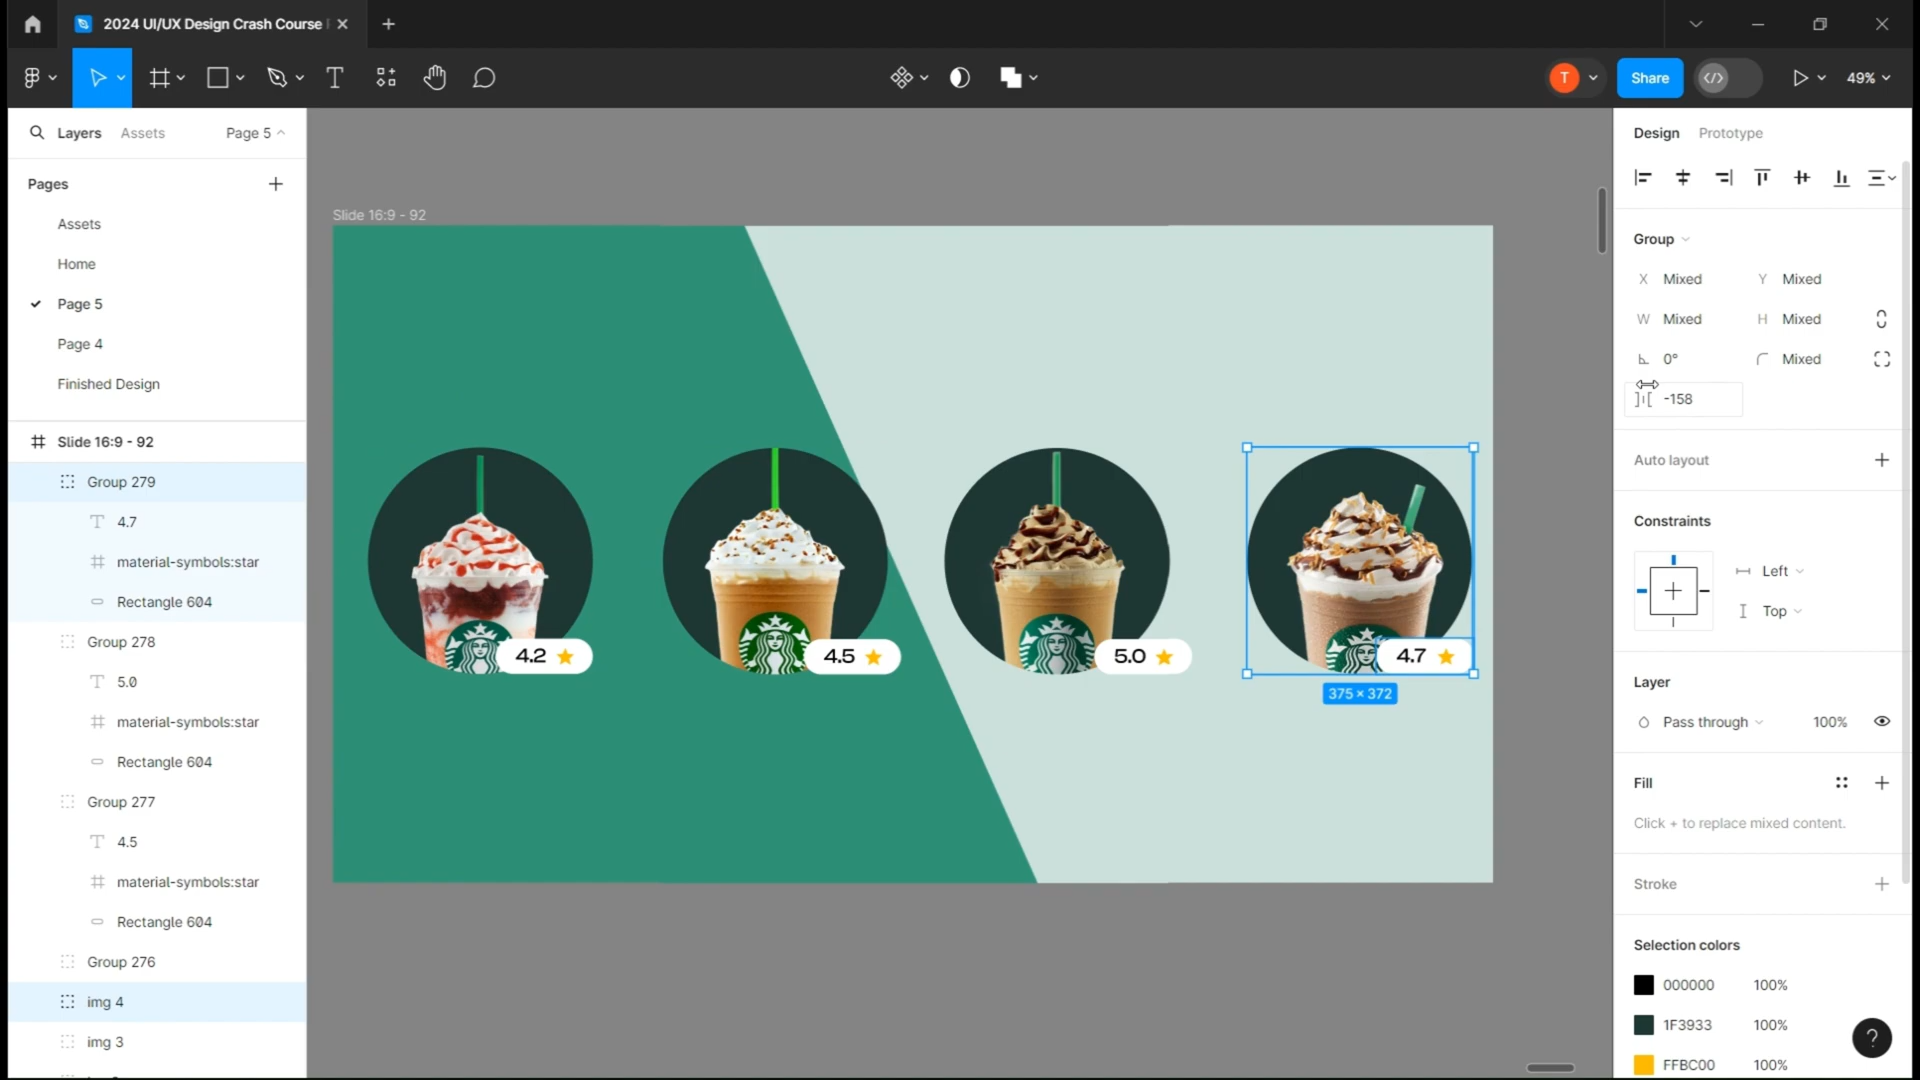 2024 UI/UX Design Crash Course
T
Share
49%
Layers
Assets
Page 5
Pages
Assets
Home
Page 5
Page 4
Finished Design
Slide 16:9 - 92
Group 279
4.7
material-symbols:star
Rectangle 604
Group 278
5.0
material-symbols:star
Rectangle 604
Group 277
4.5
material-symbols:star
Rectangle 604
Group 276
img 4
img 3
Slide 16:9 - 92
4.2
4.5
5.0
4.7
375 × 372
Design
Prototype
Group
X Mixed
Y Mixed
W Mixed
H Mixed
0°
Mixed
-158
Auto layout
Constraints
Left
Top
Layer
Pass through
100%
Fill
Click + to replace mixed content.
Stroke
Selection colors
000000 100%
1F3933 100%
FFBC00 100%
?